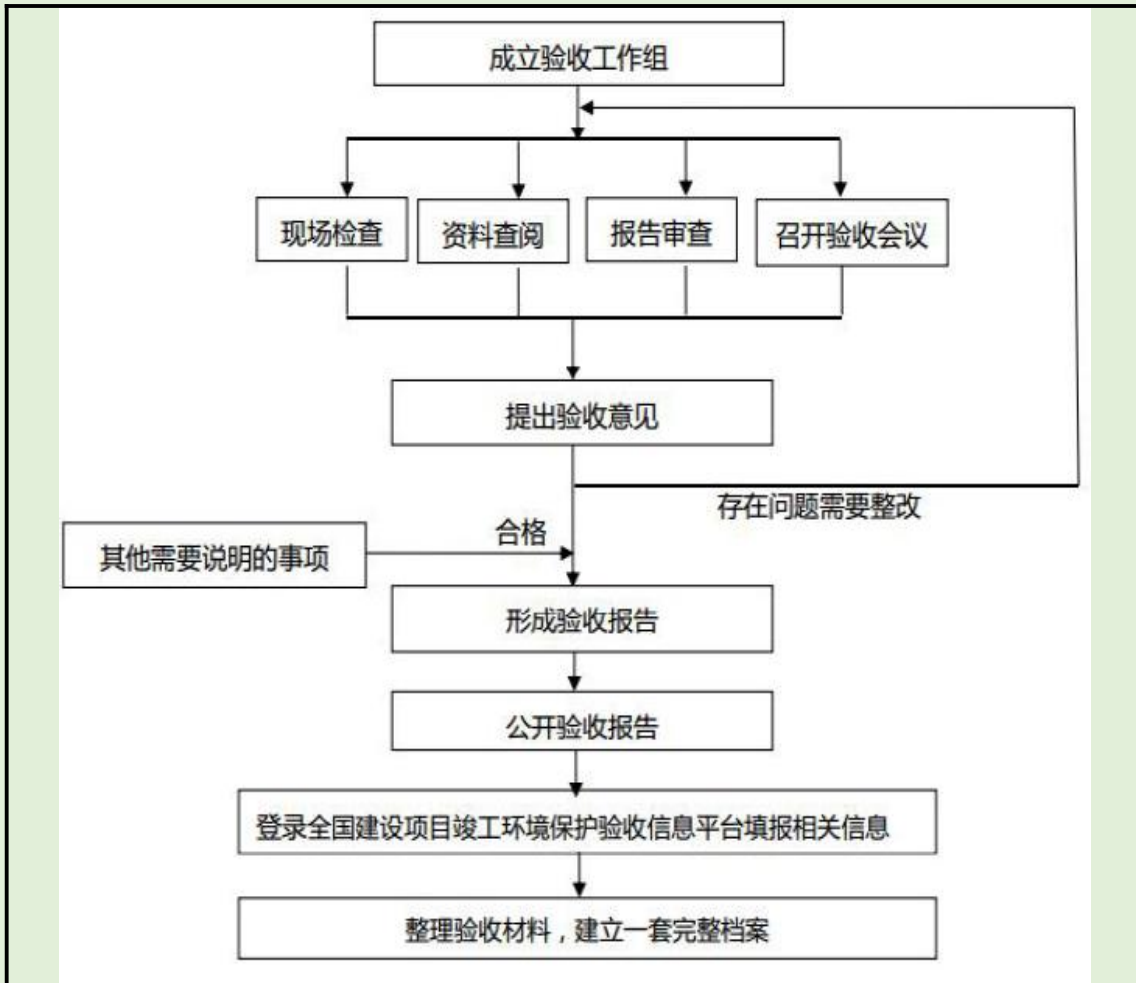 成立验收工作组
现场检查
资料查阅
报告审查
召开验收会议
提出验收意见
存在问题需要整改
合格
其他需要说明的事项
形成验收报告
公开验收报告
登录全国建设项目竣工环境保护验收信息平台填报相关信息
整理验收材料，建立一套完整档案